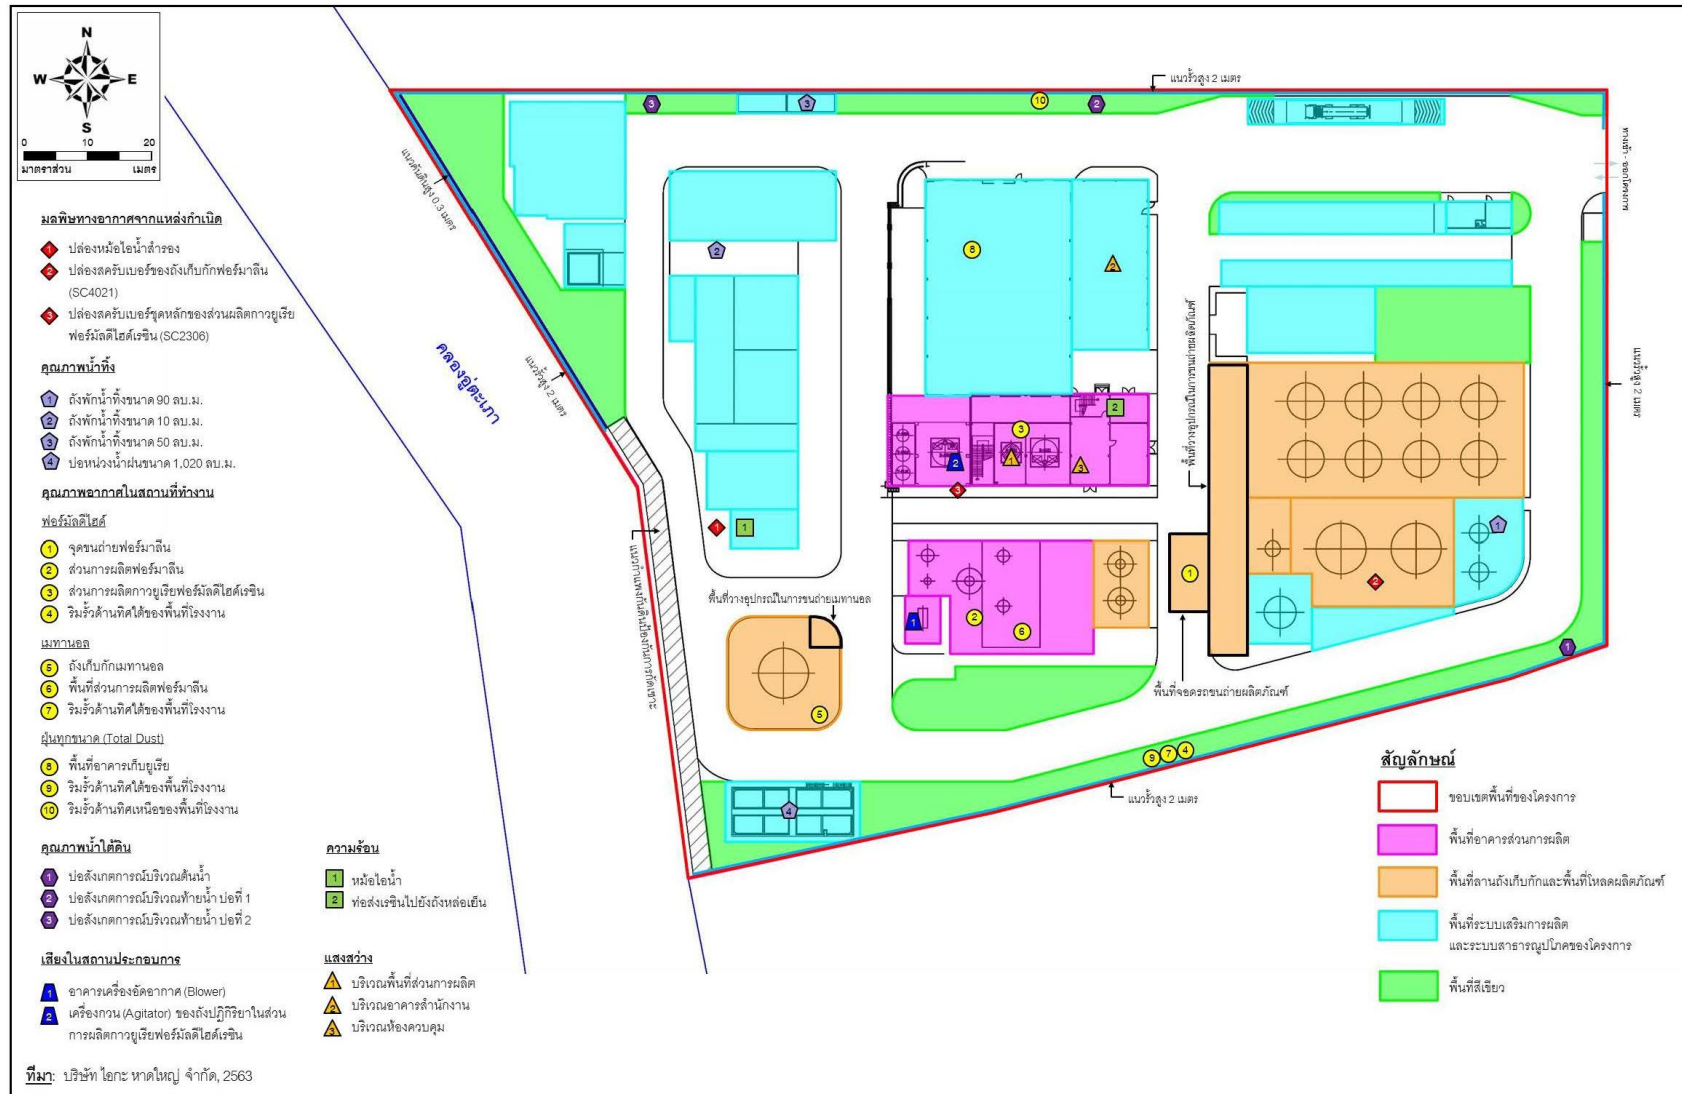 N
W E
S
0 10 20
มาตราส่วน เมตร
มลพิษทางอากาศจากแหล่งกำเนิด
1 ปล่องหม้อไอน้ำสำรอง
2 ปล่องสครับเบอร์ของถังเก็บกักฟอร์มาลีน
(SC4021)
3 ปล่องสครับเบอร์ชุดหลักของส่วนผลิตกาวยูเรีย
ฟอร์มัลดีไฮด์เรซิน (SC2306)
คุณภาพน้ำทิ้ง
1 ถังพักน้ำทิ้งขนาด 90 ลบ.ม.
2 ถังพักน้ำทิ้งขนาด 10 ลบ.ม.
3 ถังพักน้ำทิ้งขนาด 50 ลบ.ม.
4 บ่อหน่วงน้ำฝนขนาด 1,020 ลบ.ม.
คุณภาพอากาศในสถานที่ทำงาน
ฟอร์มัลดีไฮด์
1 จุดขนถ่ายฟอร์มาลีน
2 ส่วนการผลิตฟอร์มาลีน
3 ส่วนการผลิตกาวยูเรียฟอร์มัลดีไฮด์เรซิน
4 ริมรั้วด้านทิศใต้ของพื้นที่โรงงาน
เมทานอล
5 ถังเก็บกักเมทานอล
6 พื้นที่ส่วนการผลิตฟอร์มาลีน
7 ริมรั้วด้านทิศใต้ของพื้นที่โรงงาน
ฝุ่นทุกขนาด (Total Dust)
8 พื้นที่อาคารเก็บยูเรีย
9 ริมรั้วด้านทิศใต้ของพื้นที่โรงงาน
10 ริมรั้วด้านทิศเหนือของพื้นที่โรงงาน
คุณภาพน้ำใต้ดิน
1 บ่อสังเกตการณ์บริเวณต้นน้ำ
2 บ่อสังเกตการณ์บริเวณท้ายน้ำ บ่อที่ 1
3 บ่อสังเกตการณ์บริเวณท้ายน้ำ บ่อที่ 2
ความร้อน
1 หม้อไอน้ำ
2 ท่อส่งเรซินไปยังถังหล่อเย็น
เสียงในสถานประกอบการ
1 อาคารเครื่องอัดอากาศ (Blower)
2 เครื่องกวน (Agitator) ของถังปฏิกิริยาในส่วน
การผลิตกาวยูเรียฟอร์มัลดีไฮด์เรซิน
แสงสว่าง
1 บริเวณพื้นที่ส่วนการผลิต
2 บริเวณอาคารสำนักงาน
3 บริเวณห้องควบคุม
ที่มา: บริษัท ไอกะ หาดใหญ่ จำกัด, 2563
แนวรั้วสูง 2 เมตร
3
3
10
2
ทางเข้า - ออกโครงการ
แนวคันดินสูง 0.3 เมตร
2
8
2
คลองอู่ตะเภา
แนวรั้วสูง 2 เมตร
พื้นที่วางอุปกรณ์ในการขนถ่ายผลิตภัณฑ์
แนวรั้วสูง 2 เมตร
2
3
2
1
3
3
1
1
1
แนวกำแพงกันดินป้องกันการกัดเซาะ
1
2
พื้นที่วางอุปกรณ์ในการขนถ่ายเมทานอล
1
2
6
1
พื้นที่จอดรถขนถ่ายผลิตภัณฑ์
5
9
7
4
แนวรั้วสูง 2 เมตร
4
สัญลักษณ์
ขอบเขตพื้นที่ของโครงการ
พื้นที่อาคารส่วนการผลิต
พื้นที่ลานถังเก็บกักและพื้นที่โหลดผลิตภัณฑ์
พื้นที่ระบบเสริมการผลิต
และระบบสาธารณูปโภคของโครงการ
พื้นที่สีเขียว